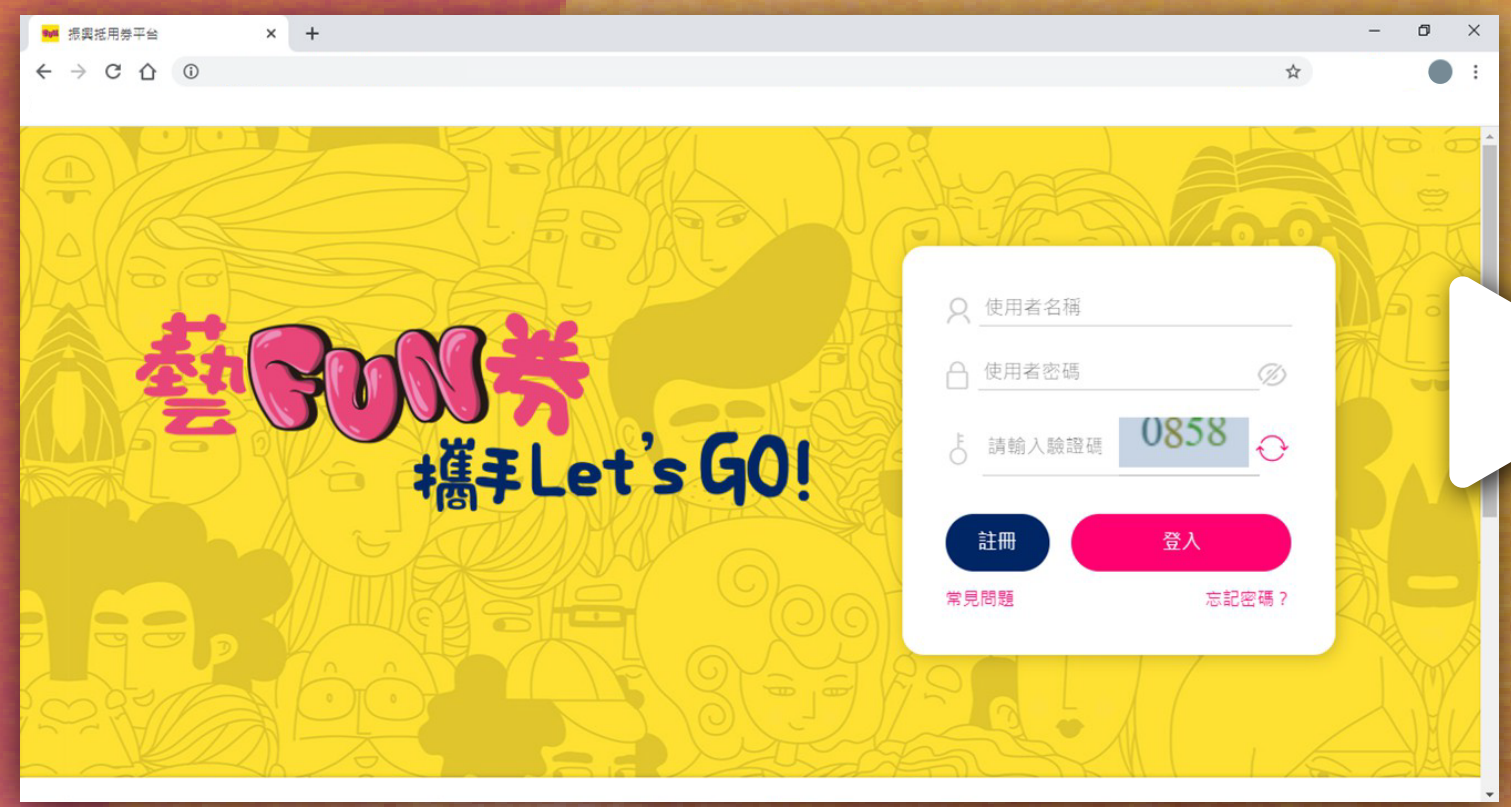 振興抵用券平台
藝FUN券
攜手Let's GO!
使用者名稱
使用者密碼
請輸入驗證碼 0858
註冊 登入
常見問題 忘記密碼？